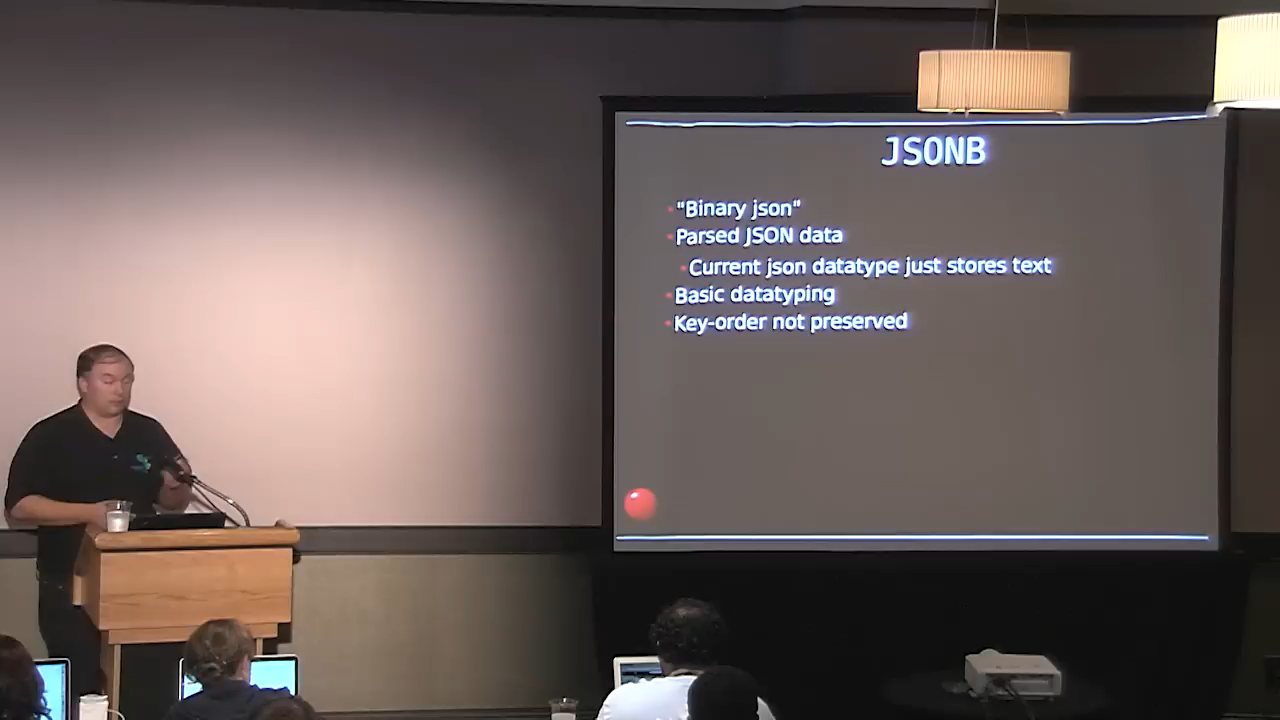 JSONB
"Binary json"
Parsed JSON data
Current json datatype just stores text
Basic datatyping
Key-order not preserved